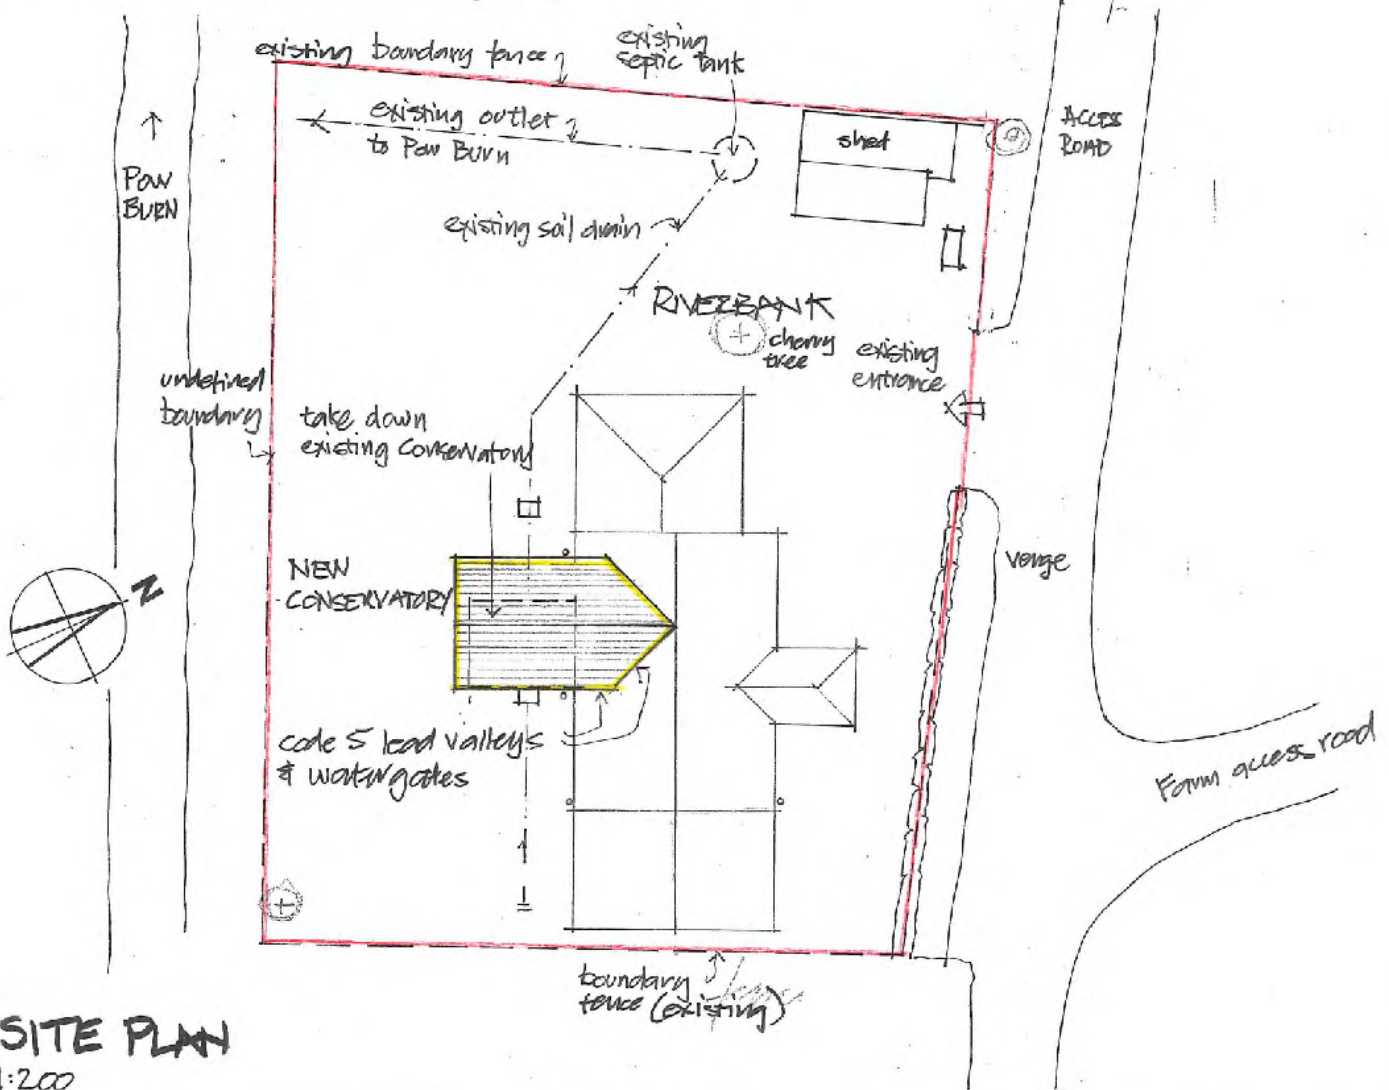 existing boundary fence
existing
septic tank
existing outlet
to Pow Burn
shed
ACCESS
ROAD
POW
BURN
existing soil drain
RIVERBANK
cherry
tree
existing
entrance
undefined
boundary
take down
existing Conservatory
NEW
CONSERVATORY
N
verge
code 5 lead valleys
& watergates
Farm access road
boundary
fence (existing)
SITE PLAN
1:200